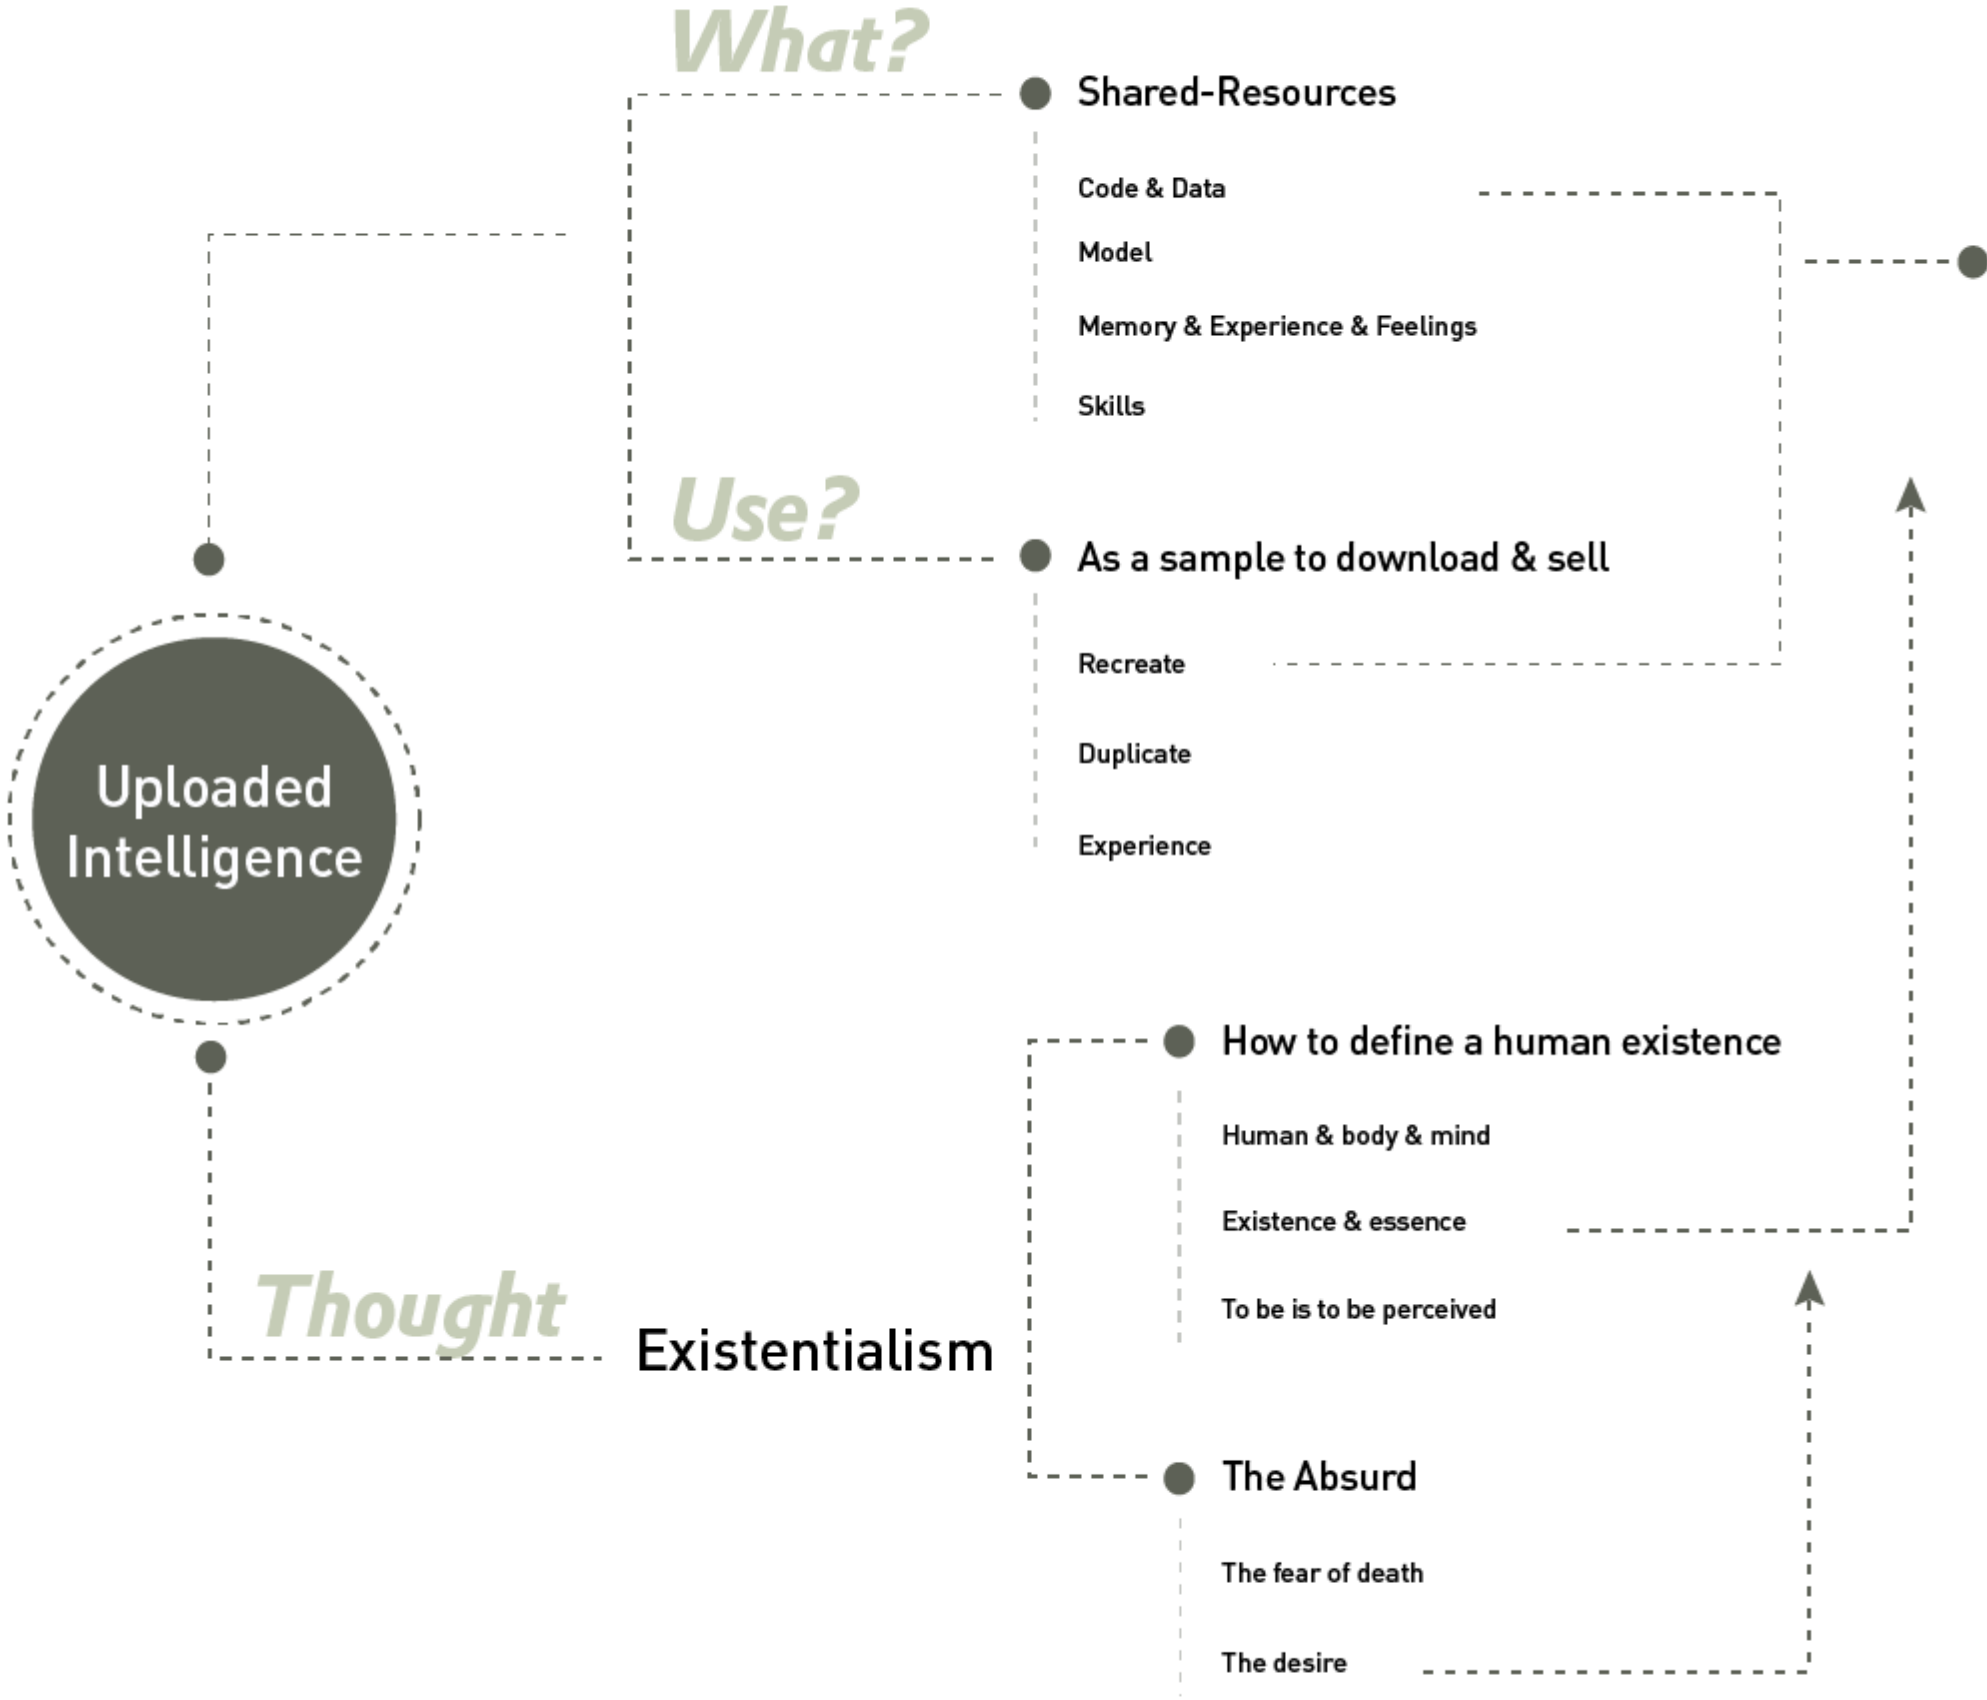 What?
Shared-Resources
Code & Data
Model
Memory & Experience & Feelings
Skills
Use?
As a sample to download & sell
Recreate
Duplicate
Experience
Uploaded
Intelligence
How to define a human existence
Human & body & mind
Existence & essence
To be is to be perceived
Thought
Existentialism
The Absurd
The fear of death
The desire